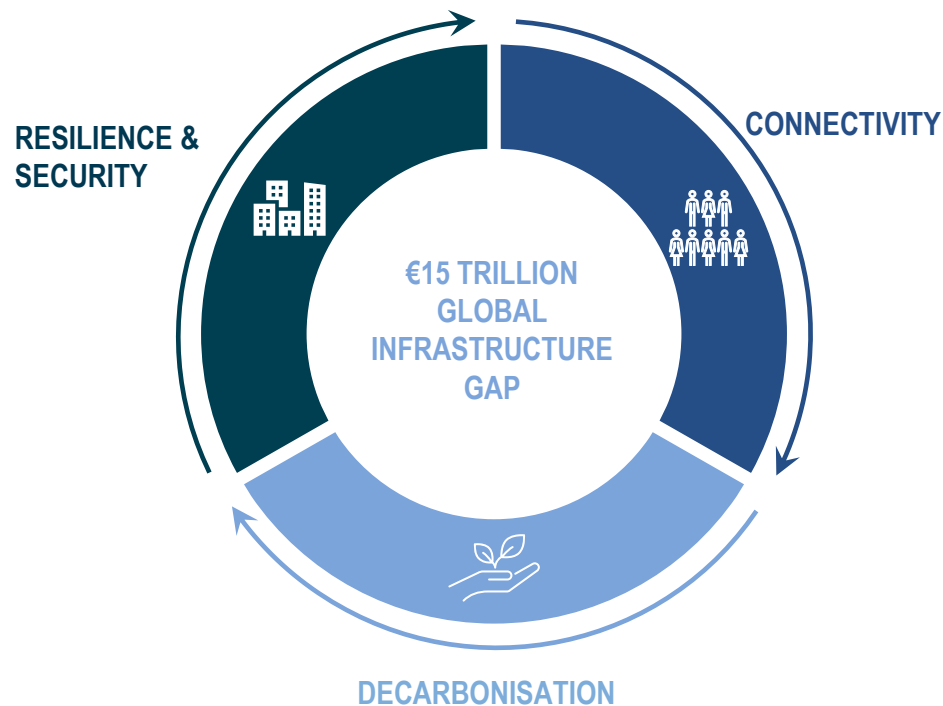 RESILIENCE &
SECURITY
CONNECTIVITY
€15 TRILLION
GLOBAL
INFRASTRUCTURE
GAP
DECARBONISATION